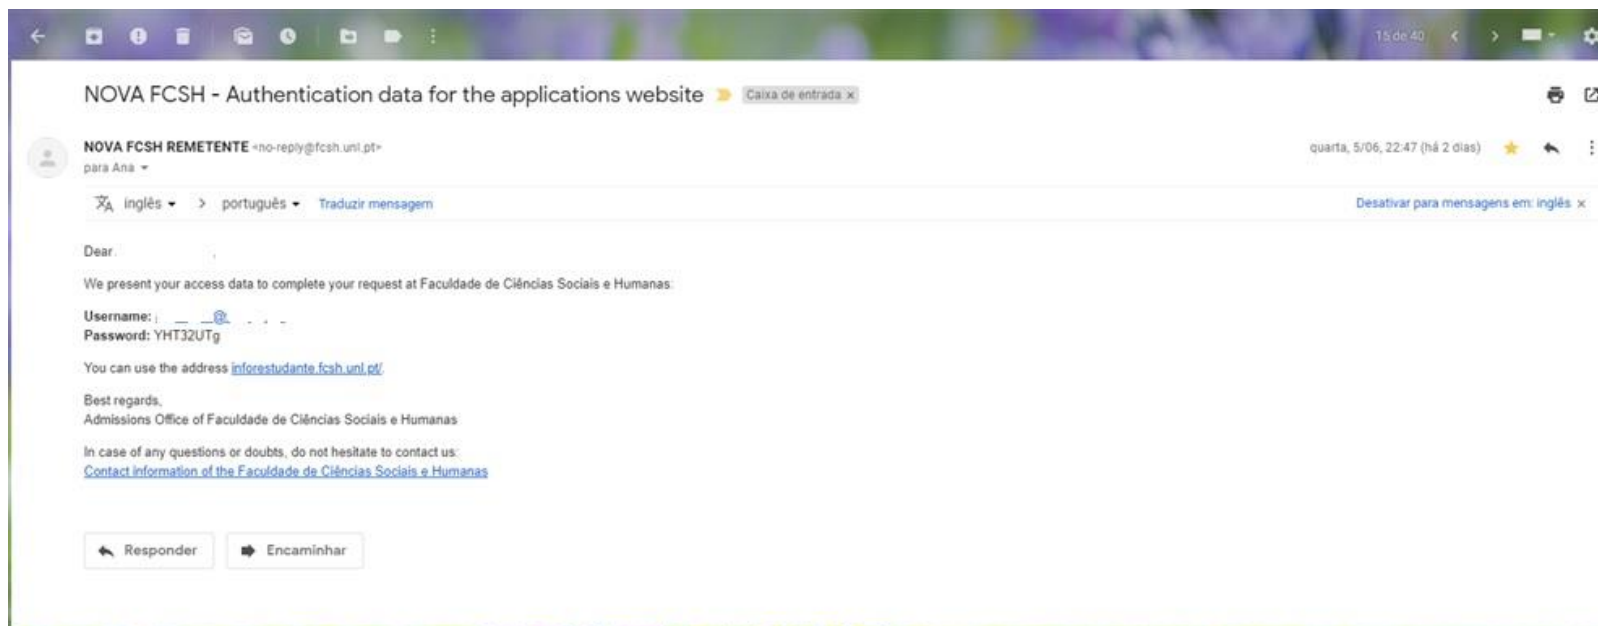 15 de 40
NOVA FCSH - Authentication data for the applications website Caixa de entrada x
NOVA FCSH REMETENTE <no-reply@fcsh.unl.pt> quarta, 5/06, 22:47 (há 2 dias)
para Ana
inglês > português Traduzir mensagem Desativar para mensagens em: inglês x
Dear ,
We present your access data to complete your request at Faculdade de Ciências Sociais e Humanas:
Username: @
Password: YHT32UTg
You can use the address inforestudante.fcsh.unl.pt/.
Best regards,
Admissions Office of Faculdade de Ciências Sociais e Humanas
In case of any questions or doubts, do not hesitate to contact us:
Contact information of the Faculdade de Ciências Sociais e Humanas
Responder Encaminhar